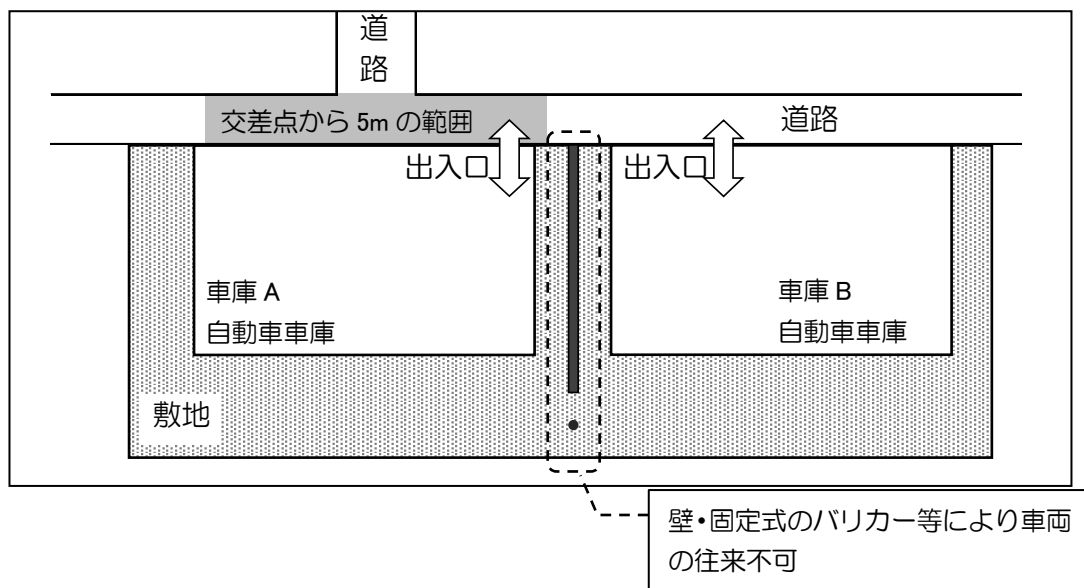 道
路
交差点から 5m の範囲
道路
出入口
出入口
車庫 A
自動車車庫
車庫 B
自動車車庫
敷地
壁・固定式のバリカー等により車両
の往来不可